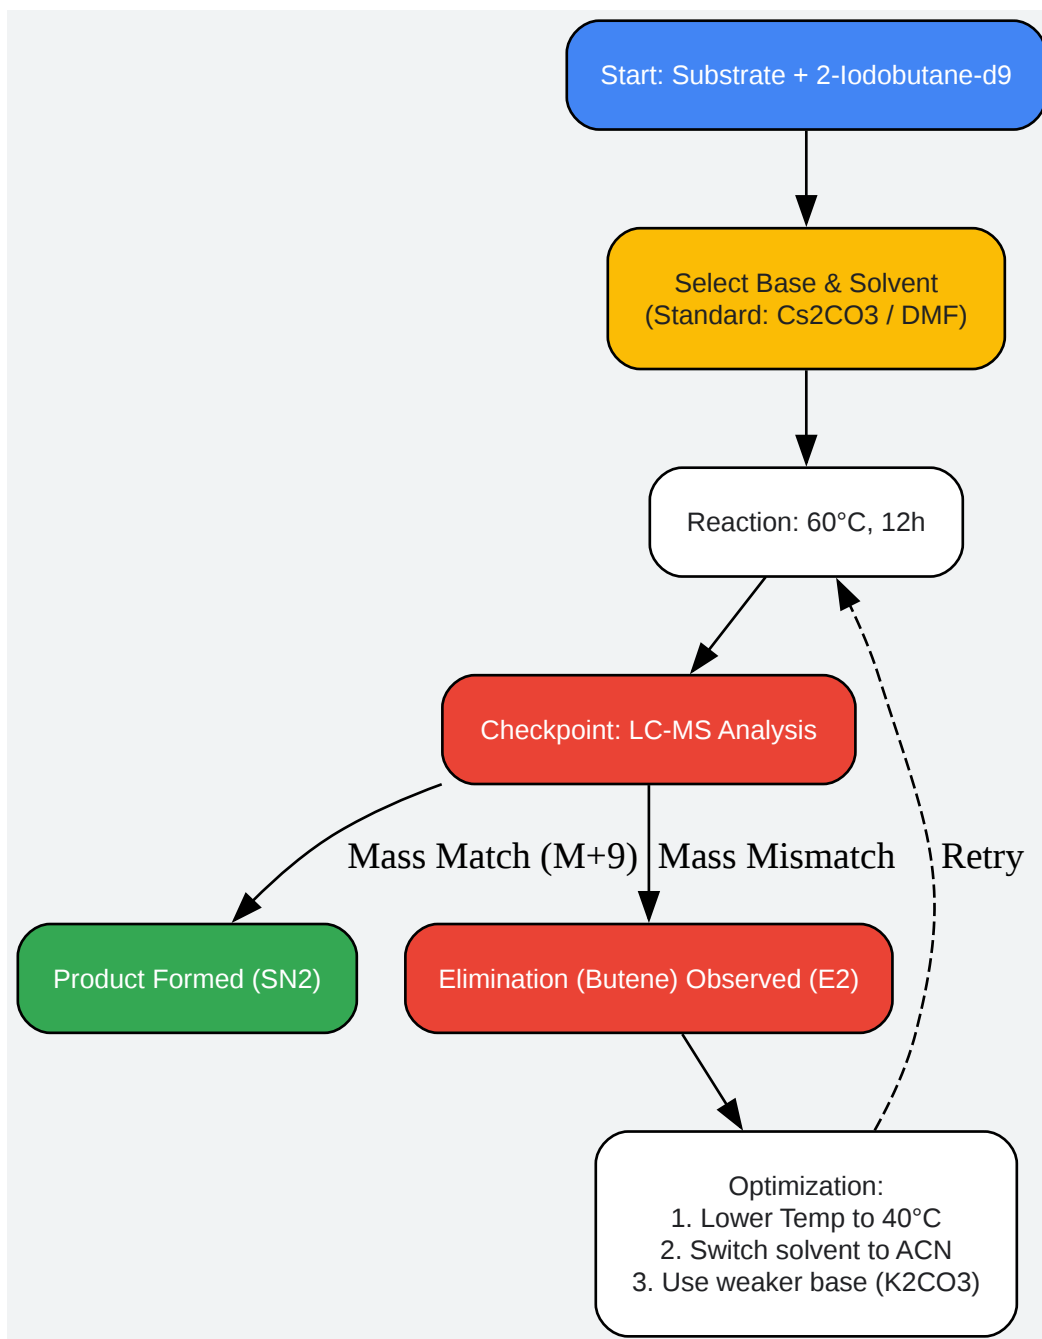 Start: Substrate + 2-Iodobutane-d9
Select Base & Solvent
(Standard: Cs2CO3 / DMF)
Reaction: 60°C, 12h
Checkpoint: LC-MS Analysis
Mass Match (M+9)
Mass Mismatch
Retry
Product Formed (SN2)
Elimination (Butene) Observed (E2)
Optimization:
1. Lower Temp to 40°C
2. Switch solvent to ACN
3. Use weaker base (K2CO3)